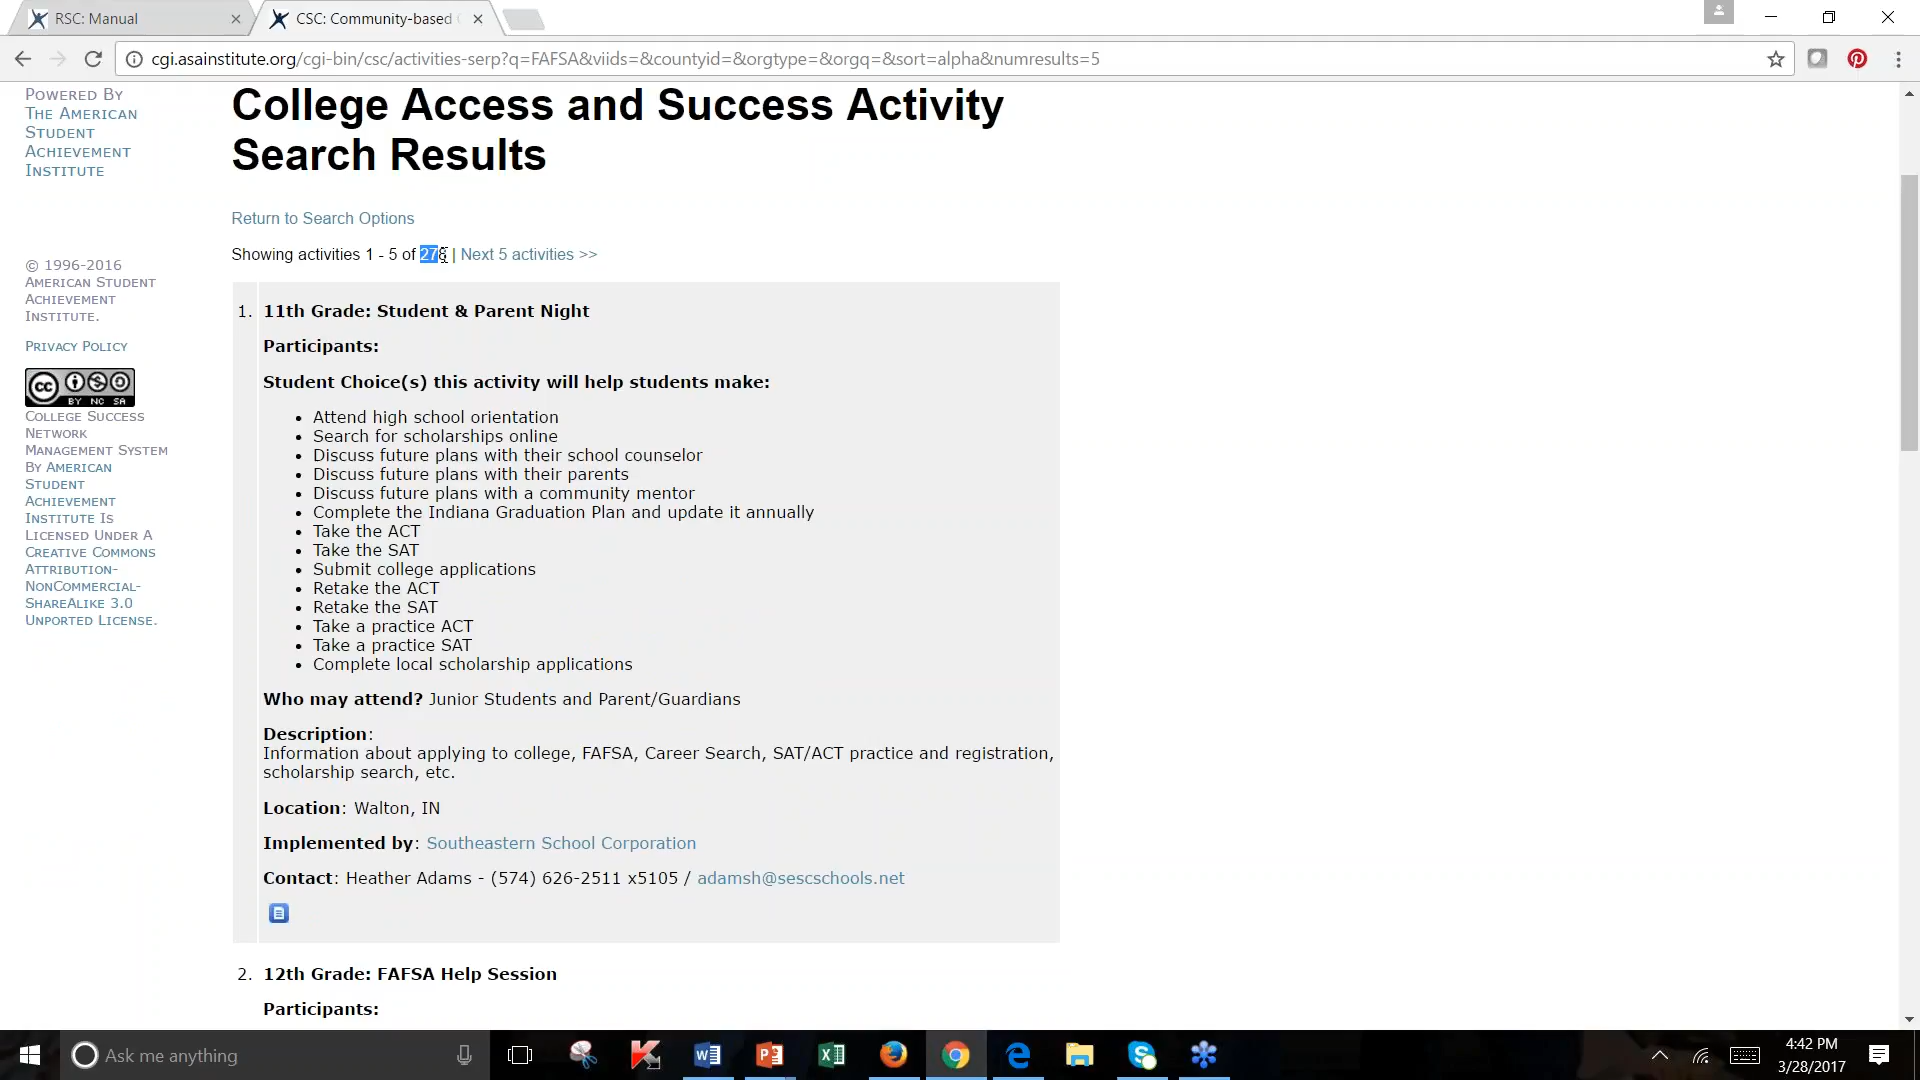 RSC: Manual
CSC: Community-based
cgi.asainstitute.org/cgi-bin/csc/activities-serp?q=FAFSA&viids=&countyid=&orgtype=&orgq=&sort=alpha&numresults=5
POWERED BY
THE AMERICAN
STUDENT
ACHIEVEMENT
INSTITUTE
© 1996-2016
AMERICAN STUDENT
ACHIEVEMENT
INSTITUTE.
PRIVACY POLICY
CC BY NC SA
COLLEGE SUCCESS
NETWORK
MANAGEMENT SYSTEM
BY AMERICAN
STUDENT
ACHIEVEMENT
INSTITUTE IS
LICENSED UNDER A
CREATIVE COMMONS
ATTRIBUTION-
NONCOMMERCIAL-
SHAREALIKE 3.0
UNPORTED LICENSE.
College Access and Success Activity
Search Results
Return to Search Options
Showing activities 1 - 5 of 278 | Next 5 activities >>
1. 11th Grade: Student & Parent Night
Participants:
Student Choice(s) this activity will help students make:
• Attend high school orientation
• Search for scholarships online
• Discuss future plans with their school counselor
• Discuss future plans with their parents
• Discuss future plans with a community mentor
• Complete the Indiana Graduation Plan and update it annually
• Take the ACT
• Take the SAT
• Submit college applications
• Retake the ACT
• Retake the SAT
• Take a practice ACT
• Take a practice SAT
• Complete local scholarship applications
Who may attend? Junior Students and Parent/Guardians
Description:
Information about applying to college, FAFSA, Career Search, SAT/ACT practice and registration,
scholarship search, etc.
Location: Walton, IN
Implemented by: Southeastern School Corporation
Contact: Heather Adams - (574) 626-2511 x5105 / adamsh@sescschools.net
2. 12th Grade: FAFSA Help Session
Participants:
Ask me anything
4:42 PM
3/28/2017